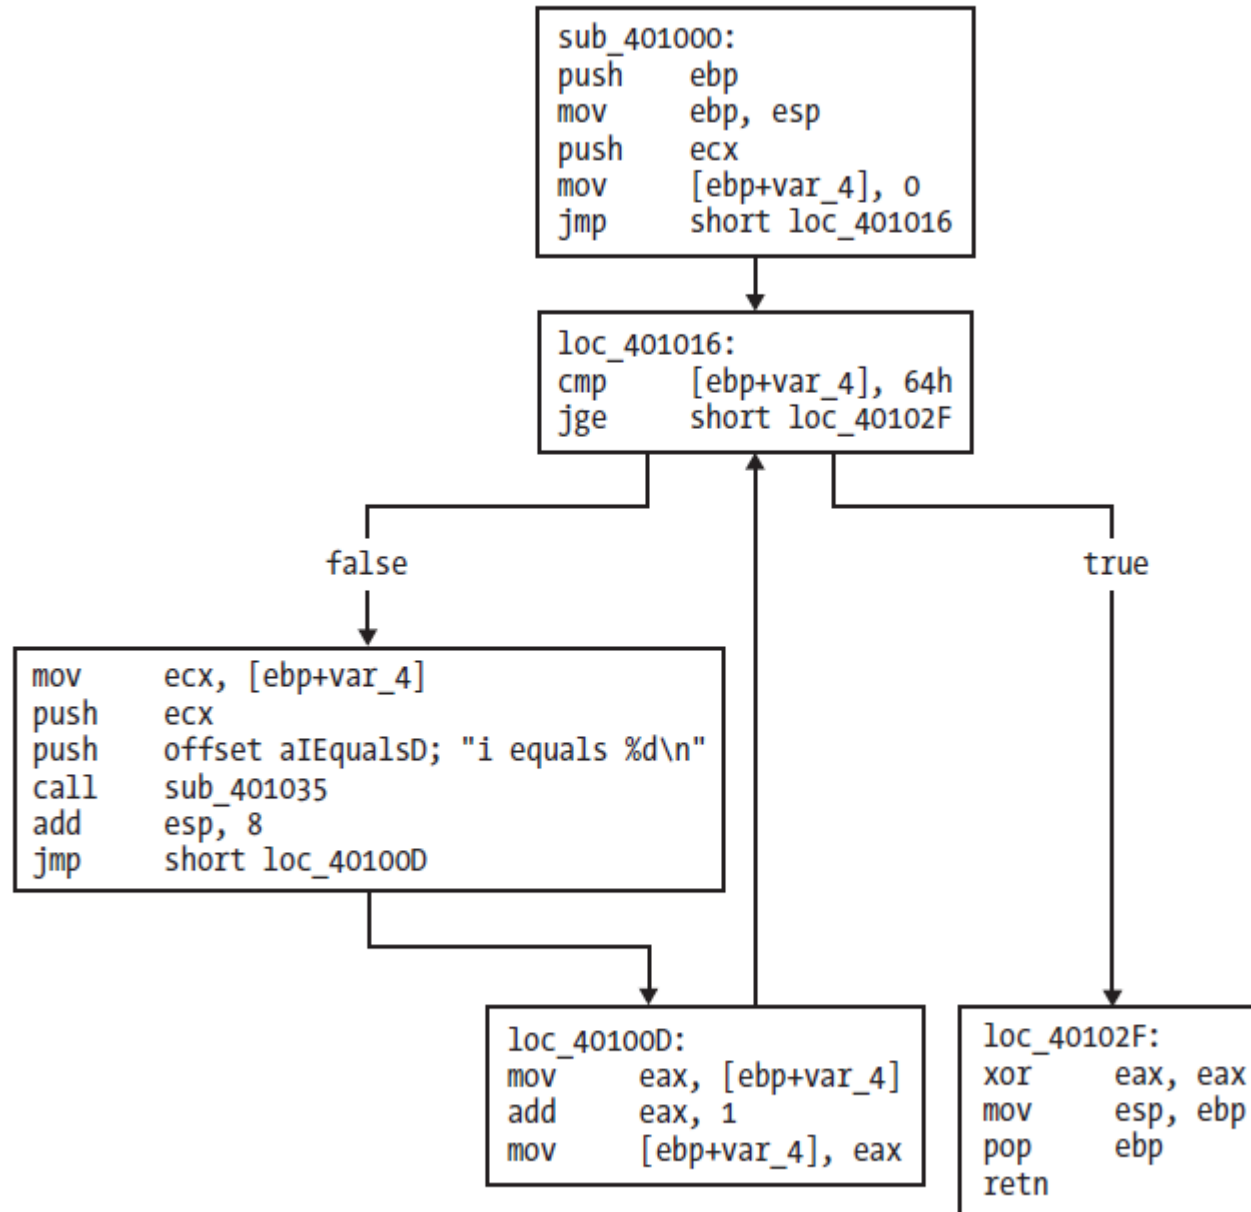 sub_401000:
push ebp
mov ebp, esp
push ecx
mov [ebp+var_4], 0
jmp short loc_401016
loc_401016:
cmp [ebp+var_4], 64h
jge short loc_40102F
false
true
mov ecx, [ebp+var_4]
push ecx
push offset aIEqualsD; "i equals %d\n"
call sub_401035
add esp, 8
jmp short loc_40100D
loc_40100D:
mov eax, [ebp+var_4]
add eax, 1
mov [ebp+var_4], eax
loc_40102F:
xor eax, eax
mov esp, ebp
pop ebp
retn